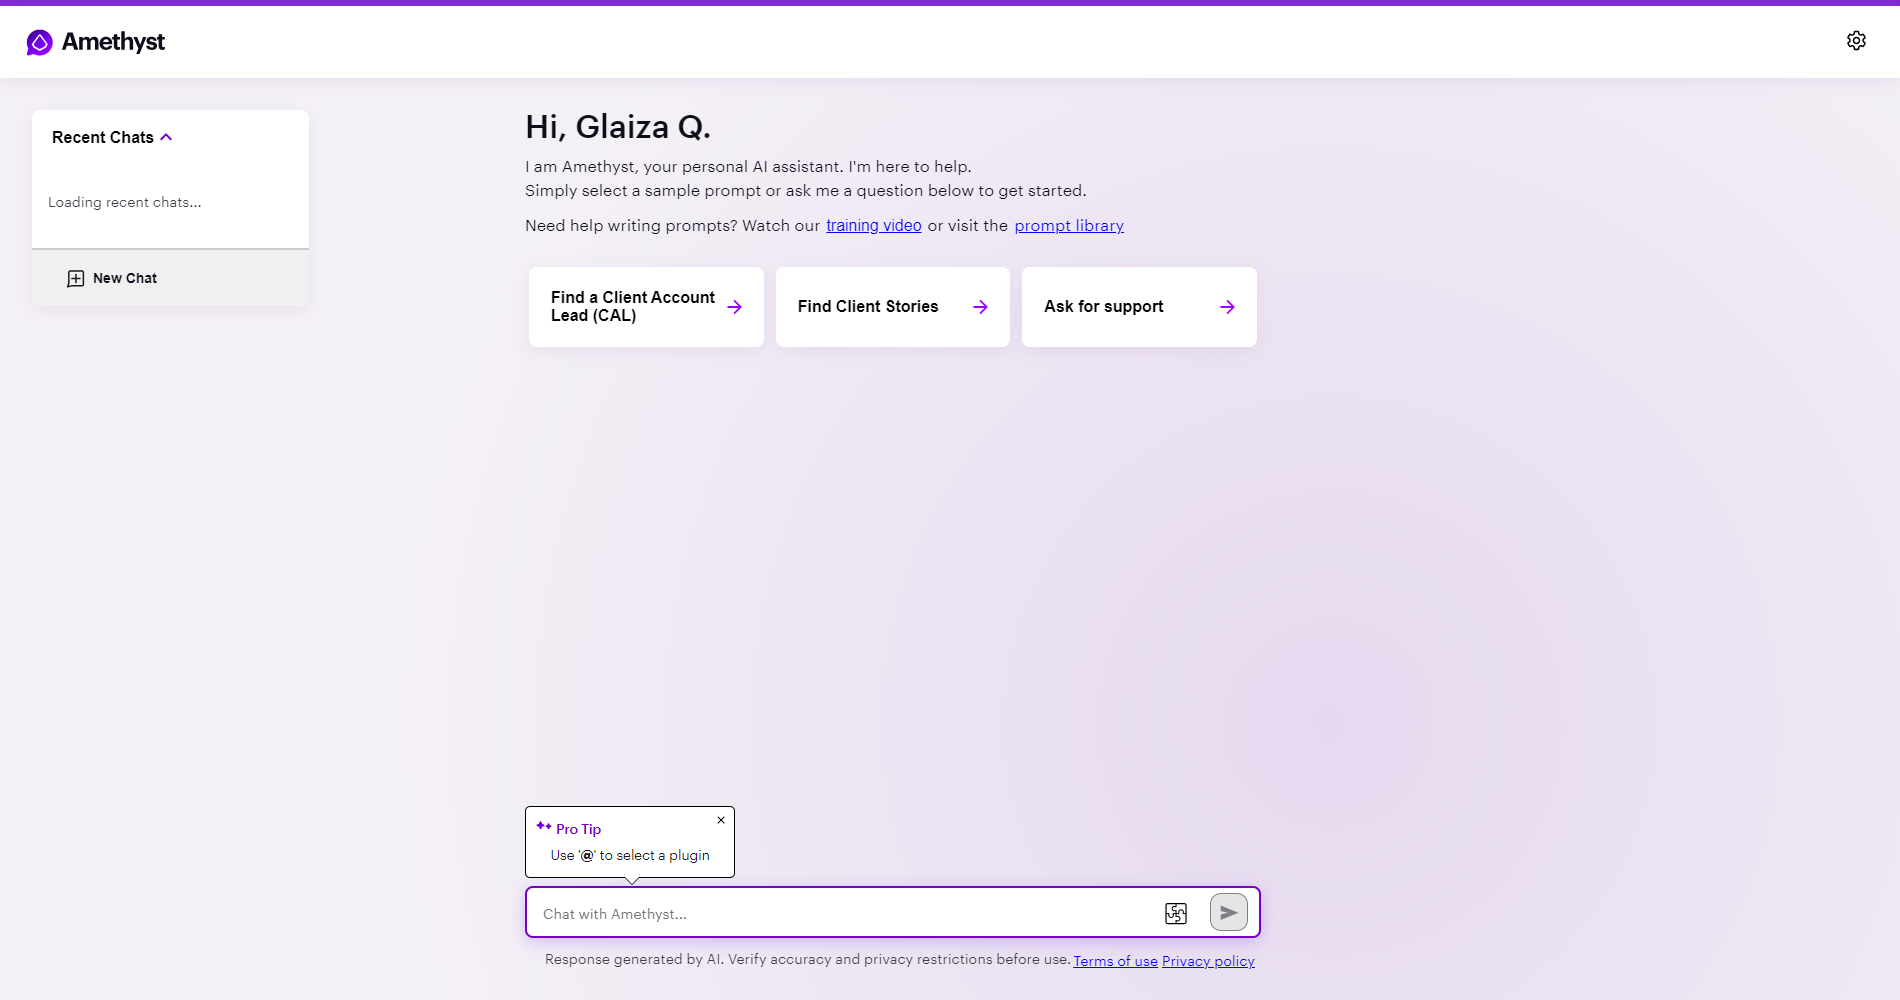 Amethyst
Recent Chats
Loading recent chats...
New Chat
Hi, Glaiza Q.
I am Amethyst, your personal AI assistant. I'm here to help.
Simply select a sample prompt or ask me a question below to get started.
Need help writing prompts? Watch our training video or visit the prompt library
Find a Client Account
Lead (CAL)
Find Client Stories
Ask for support
Pro Tip
Use '@' to select a plugin
Chat with Amethyst...
Response generated by AI. Verify accuracy and privacy restrictions before use. Terms of use Privacy policy